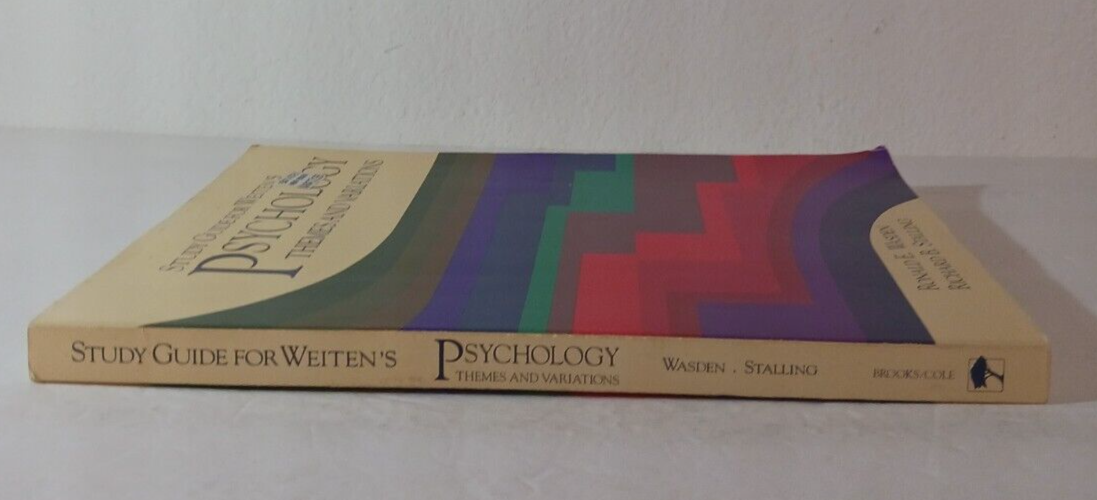 STUDY GUIDE FOR WEITEN'S
PSYCHOLOGY
THEMES AND VARIATIONS
RONALD E. WASDEN
RICHARD B. STALLING
STUDY GUIDE FOR WEITEN'S
PSYCHOLOGY
THEMES AND VARIATIONS
WASDEN . STALLING
BROOKS/COLE